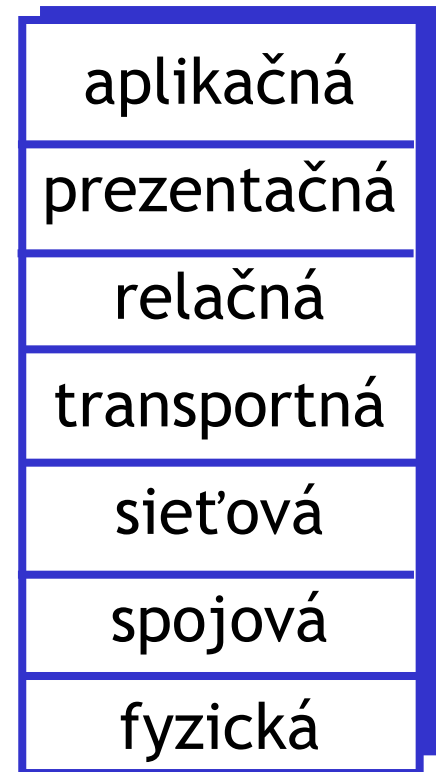 aplikačná
prezentačná
relačná
transportná
sieťová
spojová
fyzická